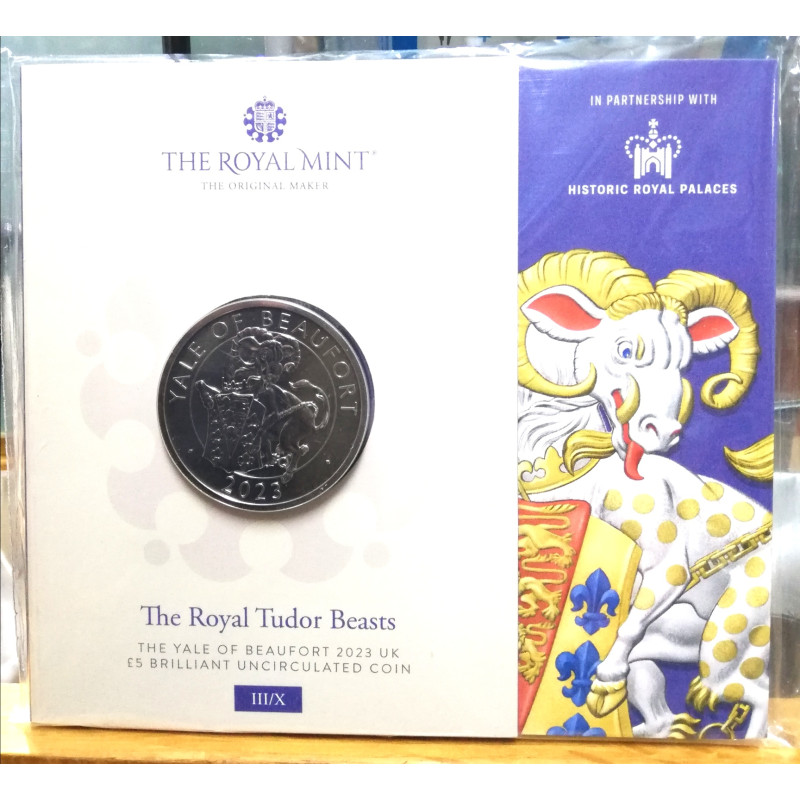 THE ROYAL MINT®
THE ORIGINAL MAKER
YALE OF BEAUFORT
2023
The Royal Tudor Beasts
THE YALE OF BEAUFORT 2023 UK
£5 BRILLIANT UNCIRCULATED COIN
III/X
IN PARTNERSHIP WITH
HISTORIC ROYAL PALACES